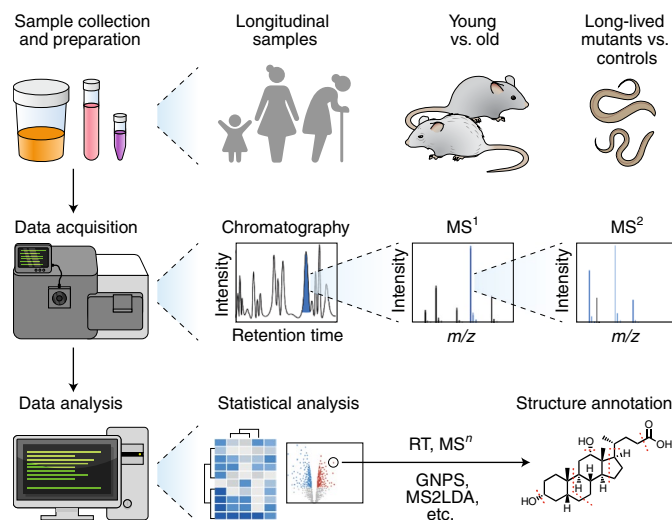 Sample collection
and preparation
Longitudinal
samples
Young
vs. old
Long-lived
mutants vs.
controls
Data acquisition
Chromatography
MS¹
MS²
Intensity
Retention time
Intensity
m/z
Intensity
m/z
Data analysis
Statistical analysis
Structure annotation
RT, MSⁿ
GNPS,
MS2LDA,
etc.
O
OH
OH
H
H
H
H
HO